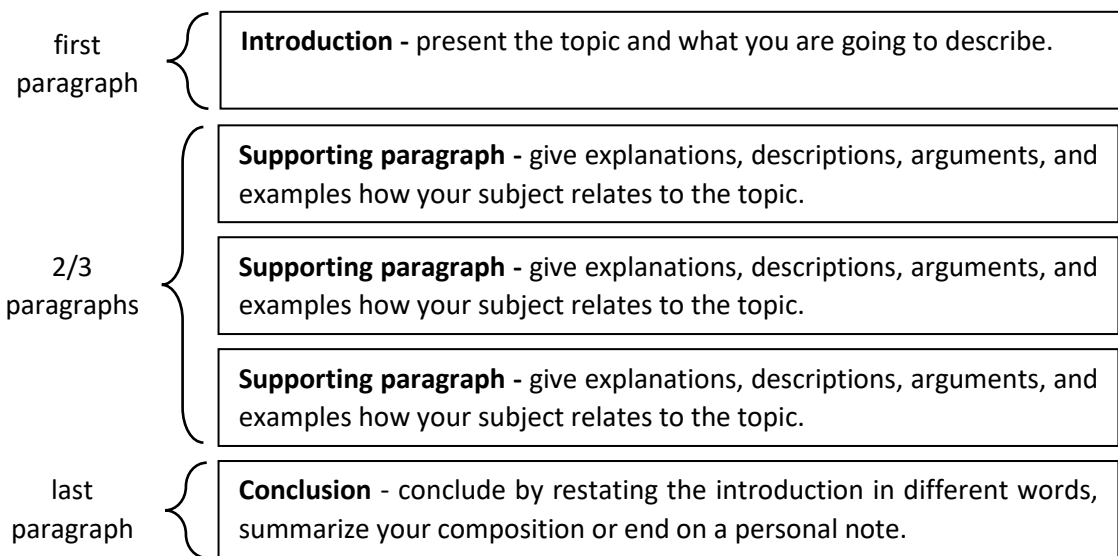 first
paragraph
Introduction - present the topic and what you are going to describe.
2/3
paragraphs
Supporting paragraph - give explanations, descriptions, arguments, and
examples how your subject relates to the topic.
Supporting paragraph - give explanations, descriptions, arguments, and
examples how your subject relates to the topic.
Supporting paragraph - give explanations, descriptions, arguments, and
examples how your subject relates to the topic.
last
paragraph
Conclusion - conclude by restating the introduction in different words,
summarize your composition or end on a personal note.